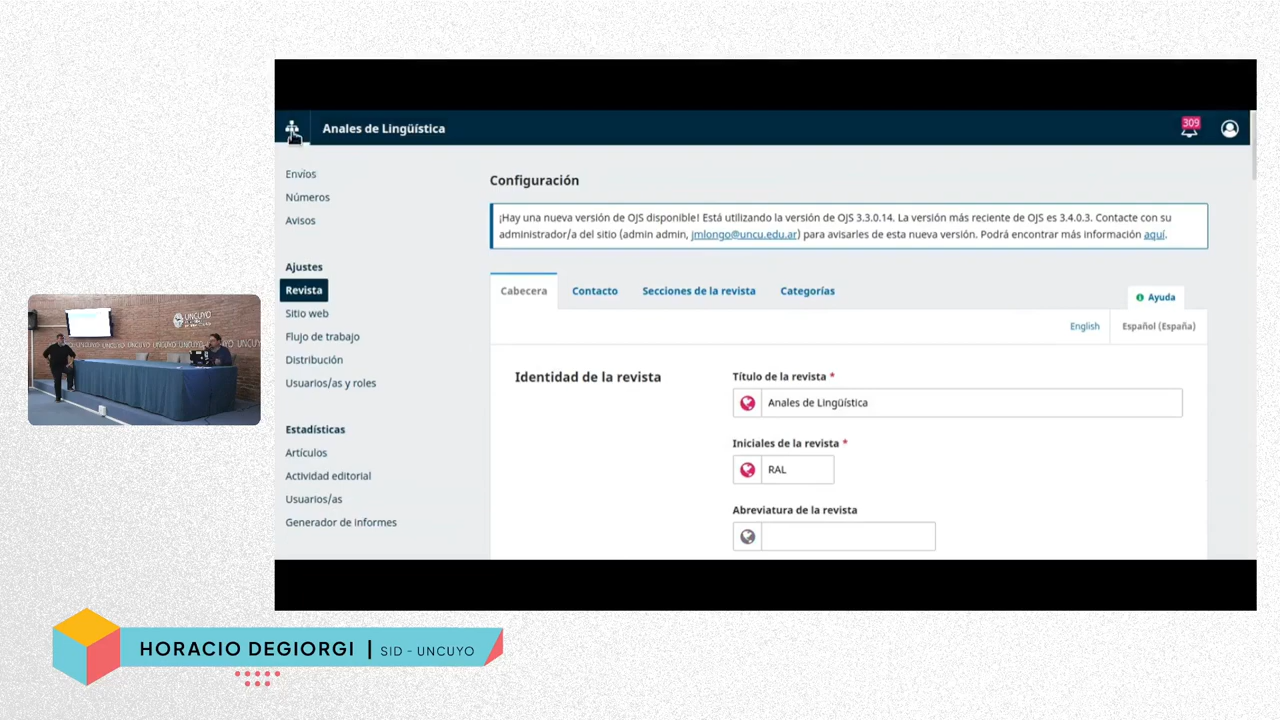 Anales de Lingüística
309
Envíos
Números
Avisos
Ajustes
Revista
Sitio web
Flujo de trabajo
Distribución
Usuarios/as y roles
Estadísticas
Artículos
Actividad editorial
Usuarios/as
Generador de informes
Configuración
¡Hay una nueva versión de OJS disponible! Está utilizando la versión de OJS 3.3.0.14. La versión más reciente de OJS es 3.4.0.3. Contacte con su
administrador/a del sitio (admin admin, jmlongo@uncu.edu.ar) para avisarles de esta nueva versión. Podrá encontrar más información aquí.
Cabecera Contacto Secciones de la revista Categorías
Ayuda
English Español (España)
Identidad de la revista
Título de la revista *
Anales de Lingüística
Iniciales de la revista *
RAL
Abreviatura de la revista
UNCUYO
HORACIO DEGIORGI | SID - UNCUYO